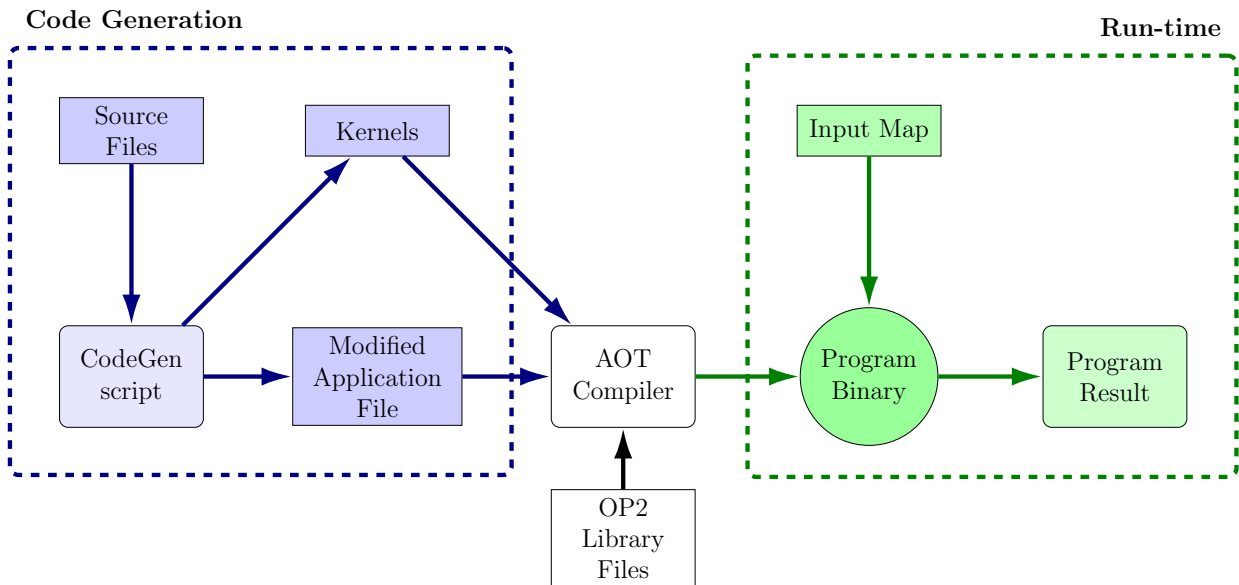 Code Generation
Run-time
Source
Files
Kernels
Input Map
CodeGen
script
Modified
Application
File
AOT
Compiler
Program
Binary
Program
Result
OP2
Library
Files